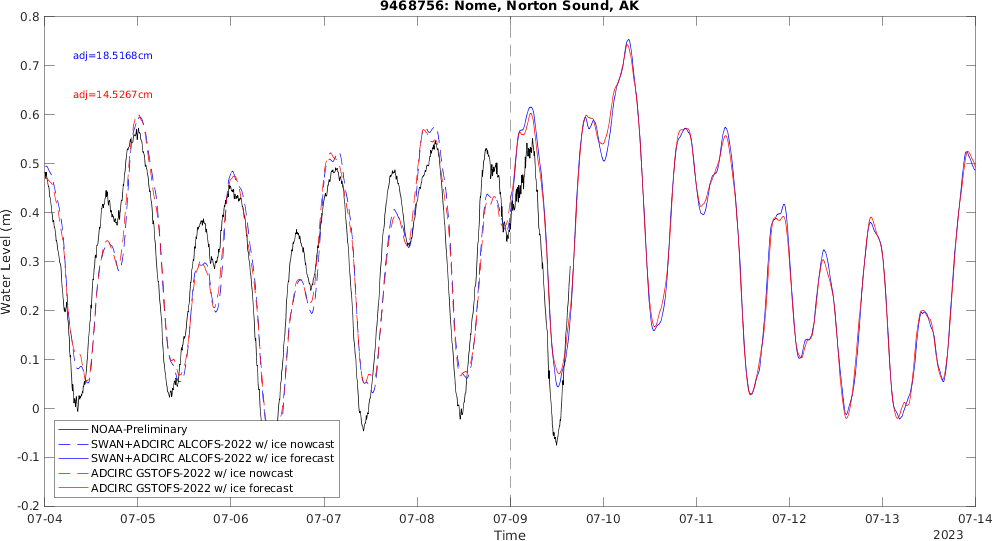 9468756: Nome, Norton Sound, AK
0.8
0.7
0.6
0.5
0.4
0.3
0.2
0.1
0
-0.1
-0.2
Water Level (m)
adj=18.5168cm
adj=14.5267cm
NOAA-Preliminary
SWAN+ADCIRC ALCOFS-2022 w/ ice nowcast
SWAN+ADCIRC ALCOFS-2022 w/ ice forecast
ADCIRC GSTOFS-2022 w/ ice nowcast
ADCIRC GSTOFS-2022 w/ ice forecast
07-04 07-05 07-06 07-07 07-08 07-09 07-10 07-11 07-12 07-13 07-14
Time
2023